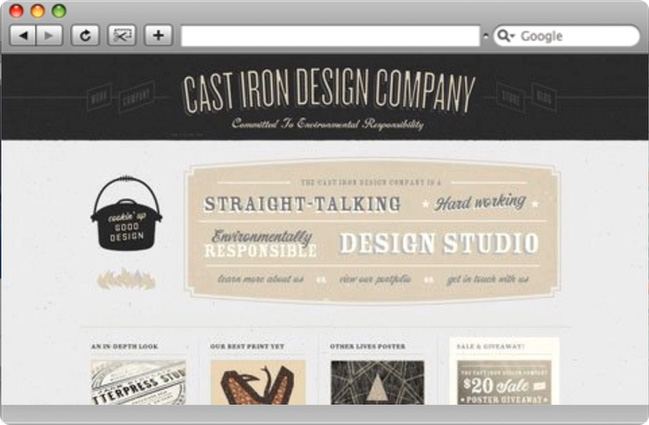 Google
WORK COMPANY CAST IRON DESIGN COMPANY STORE BLOG
Committed To Environmental Responsibility
THE CAST IRON DESIGN COMPANY IS A
STRAIGHT-TALKING Hard working
cookin' up
GOOD
DESIGN
Environmentally
RESPONSIBLE DESIGN STUDIO
learn more about us OR view our portfolio OR get in touch with us
AN IN-DEPTH LOOK OUR BEST PRINT YET OTHER LIVES POSTER SALE & GIVEAWAY!
TTERPRESS STU
THE CAST IRON DESIGN COMPANY
$20 Sale
POSTER GIVEAWAY